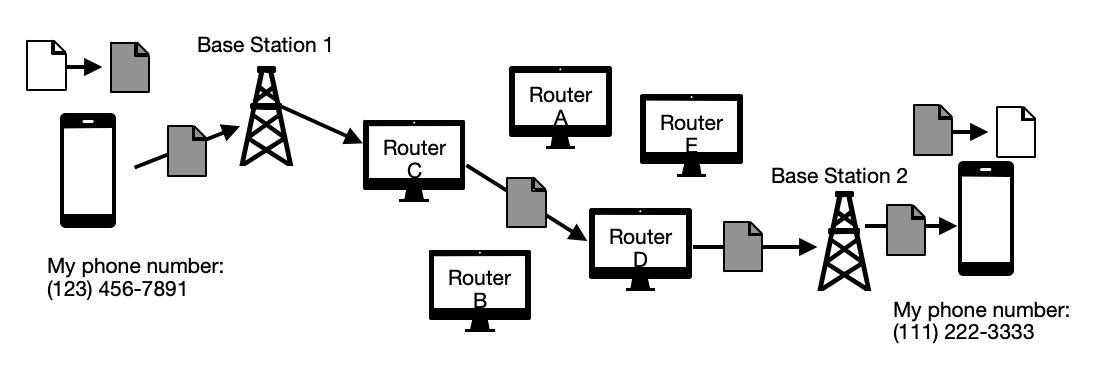 Base Station 1
Router
A
Router
E
Router
C
Base Station 2
Router
D
Router
B
My phone number:
(123) 456-7891
My phone number:
(111) 222-3333